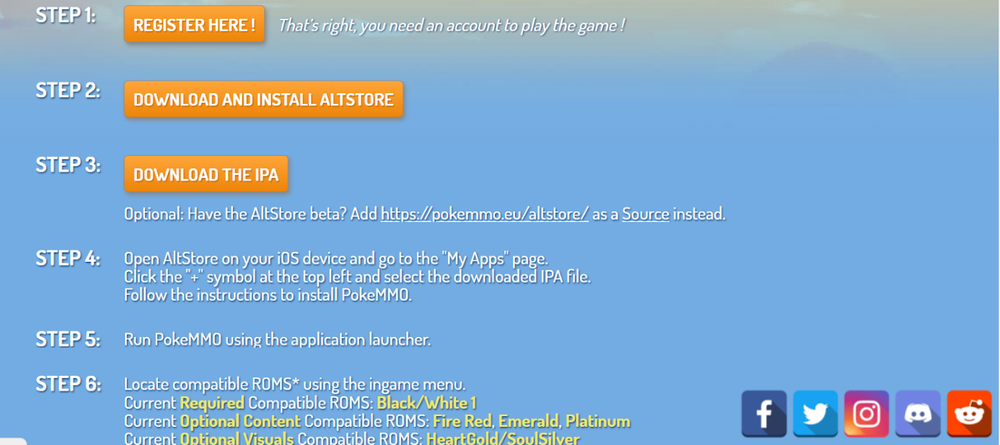 STEP 1: REGISTER HERE ! That's right, you need an account to play the game !
STEP 2: DOWNLOAD AND INSTALL ALTSTORE
STEP 3: DOWNLOAD THE IPA
Optional: Have the AltStore beta? Add https://pokemmo.eu/altstore/ as a Source instead.
STEP 4: Open AltStore on your iOS device and go to the "My Apps" page.
Click the "+" symbol at the top left and select the downloaded IPA file.
Follow the instructions to install PokeMMO.
STEP 5: Run PokeMMO using the application launcher.
STEP 6: Locate compatible ROMS* using the ingame menu.
Current Required Compatible ROMS: Black/White 1
Current Optional Content Compatible ROMS: Fire Red, Emerald, Platinum
Current Optional Visuals Compatible ROMS: HeartGold/SoulSilver